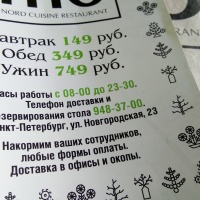 NORD CUISINE RESTAURANT
автрак 149 руб.
Обед 349 руб.
Ужин 749 руб.
асы работы с 08-00 до 23-30.
Телефон доставки и
езервирования стола 948-37-00.
нкт-Петербург, ул. Новгородская, 23
Накормим ваших сотрудников,
любые формы оплаты.
Доставка в офисы и окопы.